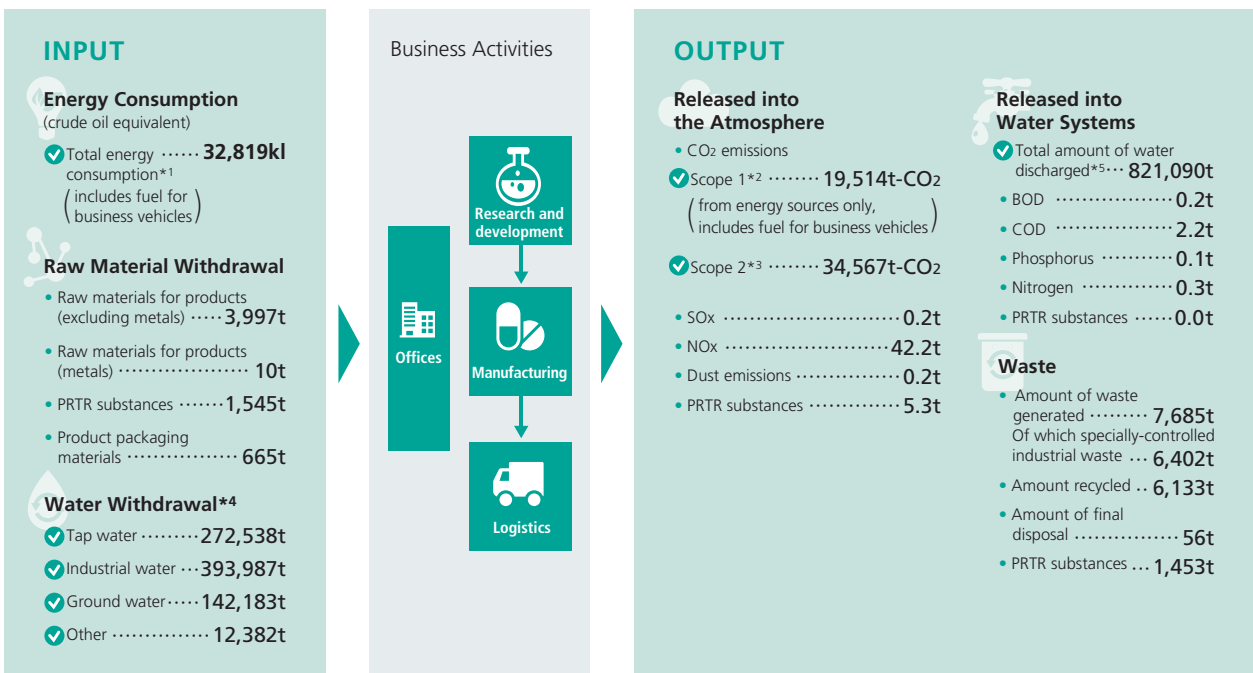 INPUT
Energy Consumption
(crude oil equivalent)
Total energy ······ 32,819kl
consumption*1
(includes fuel for
business vehicles)
Raw Material Withdrawal
• Raw materials for products
(excluding metals) ····· 3,997t
• Raw materials for products
(metals) ···················· 10t
• PRTR substances ······· 1,545t
• Product packaging
materials ················· 665t
Water Withdrawal*4
Tap water ········· 272,538t
Industrial water ··· 393,987t
Ground water ····· 142,183t
Other ··············· 12,382t
Business Activities
Offices
Research and
development
Manufacturing
Logistics
OUTPUT
Released into
the Atmosphere
• CO2 emissions
Scope 1*2 ········ 19,514t-CO2
(from energy sources only,
includes fuel for business vehicles)
Scope 2*3 ········ 34,567t-CO2
• SOx ··························· 0.2t
• NOx ························· 42.2t
• Dust emissions ················ 0.2t
• PRTR substances ·············· 5.3t
Released into
Water Systems
Total amount of water
discharged*5 ··· 821,090t
• BOD ·················· 0.2t
• COD ·················· 2.2t
• Phosphorus ··········· 0.1t
• Nitrogen ·············· 0.3t
• PRTR substances ······ 0.0t
Waste
• Amount of waste
generated ········· 7,685t
Of which specially-controlled
industrial waste ··· 6,402t
• Amount recycled ·· 6,133t
• Amount of final
disposal ················· 56t
• PRTR substances ··· 1,453t